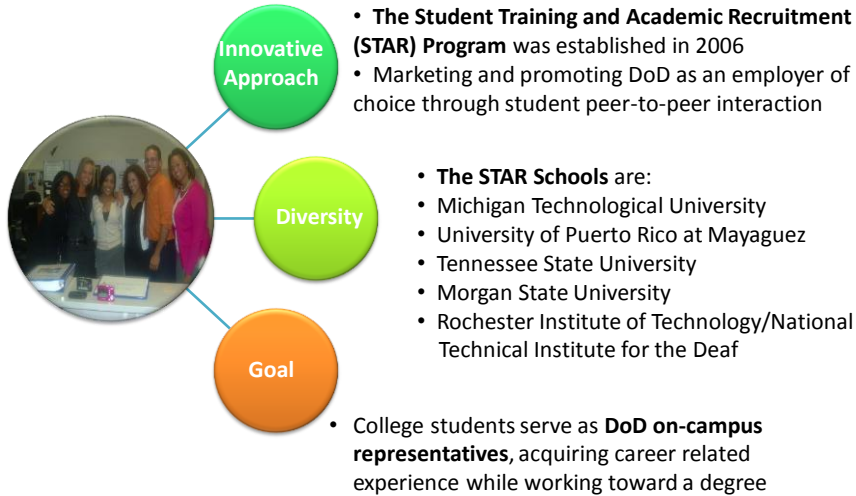 Innovative
Approach
• The Student Training and Academic Recruitment
(STAR) Program was established in 2006
• Marketing and promoting DoD as an employer of
choice through student peer-to-peer interaction
Diversity
• The STAR Schools are:
• Michigan Technological University
• University of Puerto Rico at Mayaguez
• Tennessee State University
• Morgan State University
• Rochester Institute of Technology/National
Technical Institute for the Deaf
Goal
• College students serve as DoD on-campus
representatives, acquiring career related
experience while working toward a degree